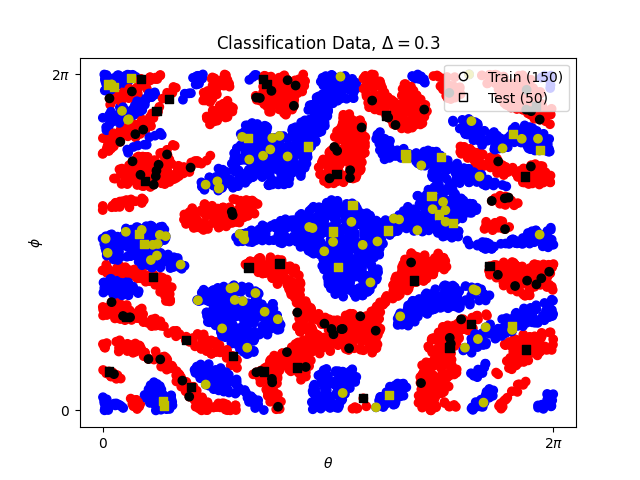 Classification Data, Δ = 0.3
2π
Train (150)
Test (50)
ϕ
0
0
2π
θ